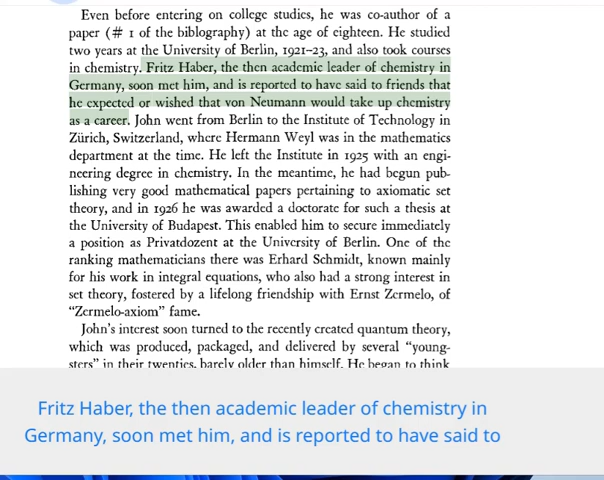 Even before entering on college studies, he was co-author of a
paper (# 1 of the biblography) at the age of eighteen. He studied
two years at the University of Berlin, 1921–23, and also took courses
in chemistry. Fritz Haber, the then academic leader of chemistry in
Germany, soon met him, and is reported to have said to friends that
he expected or wished that von Neumann would take up chemistry
as a career. John went from Berlin to the Institute of Technology in
Zürich, Switzerland, where Hermann Weyl was in the mathematics
department at the time. He left the Institute in 1925 with an engi-
neering degree in chemistry. In the meantime, he had begun pub-
lishing very good mathematical papers pertaining to axiomatic set
theory, and in 1926 he was awarded a doctorate for such a thesis at
the University of Budapest. This enabled him to secure immediately
a position as Privatdozent at the University of Berlin. One of the
ranking mathematicians there was Erhard Schmidt, known mainly
for his work in integral equations, who also had a strong interest in
set theory, fostered by a lifelong friendship with Ernst Zermelo, of
“Zermelo-axiom” fame.
John’s interest soon turned to the recently created quantum theory,
which was produced, packaged, and delivered by several “young-
sters” in their twenties, barely older than himself. He began to think
Fritz Haber, the then academic leader of chemistry in
Germany, soon met him, and is reported to have said to